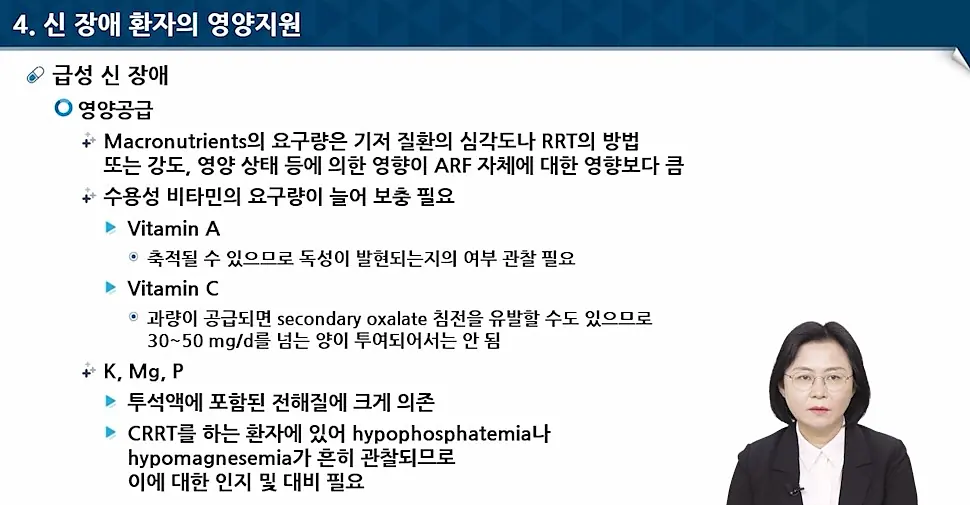 4. 신 장애 환자의 영양지원
급성 신 장애
영양공급
Macronutrients의 요구량은 기저 질환의 심각도나 RRT의 방법
또는 강도, 영양 상태 등에 의한 영향이 ARF 자체에 대한 영향보다 큼
수용성 비타민의 요구량이 늘어 보충 필요
Vitamin A
축적될 수 있으므로 독성이 발현되는지의 여부 관찰 필요
Vitamin C
과량이 공급되면 secondary oxalate 침전을 유발할 수도 있으므로
30~50 mg/d를 넘는 양이 투여되어서는 안 됨
K, Mg, P
투석액에 포함된 전해질에 크게 의존
CRRT를 하는 환자에 있어 hypophosphatemia나
hypomagnesemia가 흔히 관찰되므로
이에 대한 인지 및 대비 필요